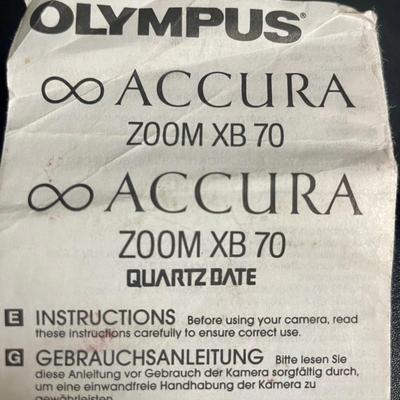 OLYMPUS®
∞ ACCURA
ZOOM XB 70
∞ ACCURA
ZOOM XB 70
QUARTZ DATE
E INSTRUCTIONS Before using your camera, read
these instructions carefully to ensure correct use.
G GEBRAUCHSANLEITUNG Bitte lesen Sie
diese Anleitung vor Gebrauch der Kamera sorgfältig durch,
um eine einwandfreie Handhabung der Kamera zu
gewährleisten